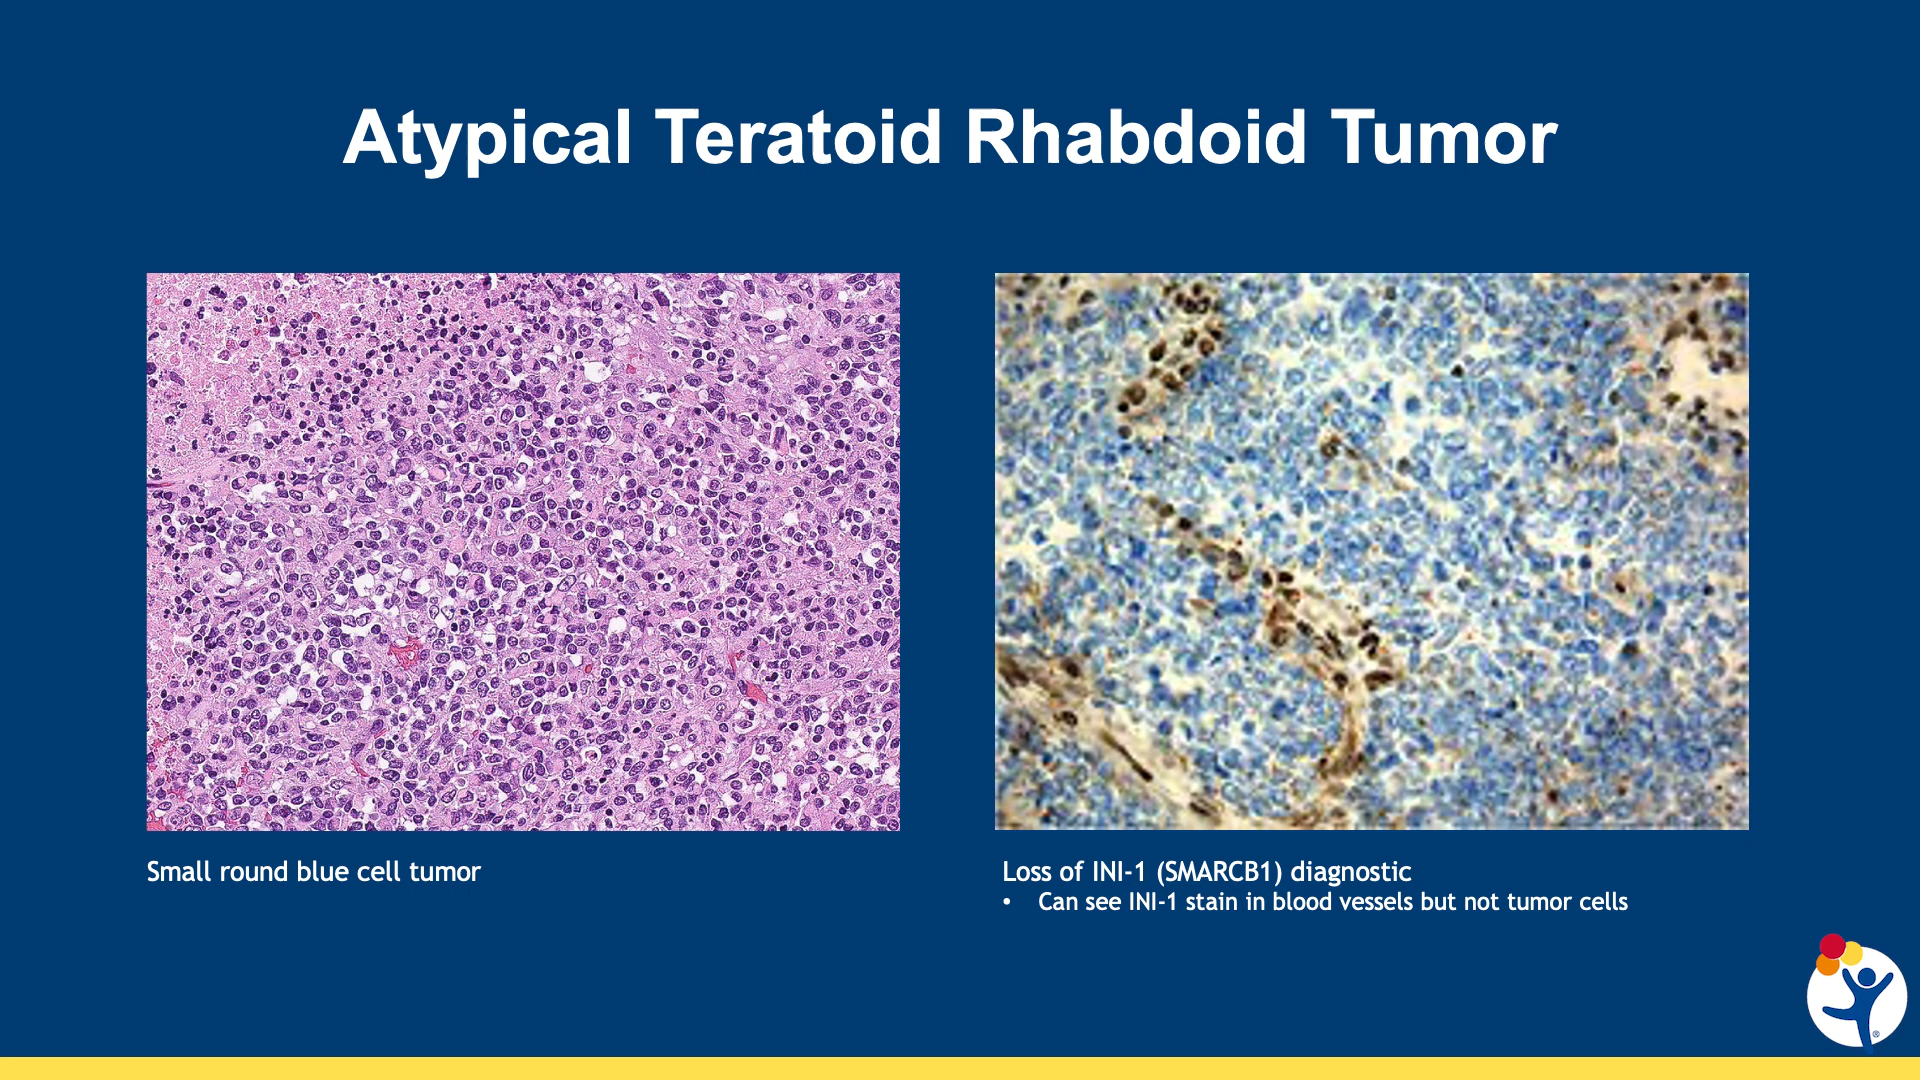 Atypical Teratoid Rhabdoid Tumor
Small round blue cell tumor
Loss of INI-1 (SMARCB1) diagnostic
• Can see INI-1 stain in blood vessels but not tumor cells
®